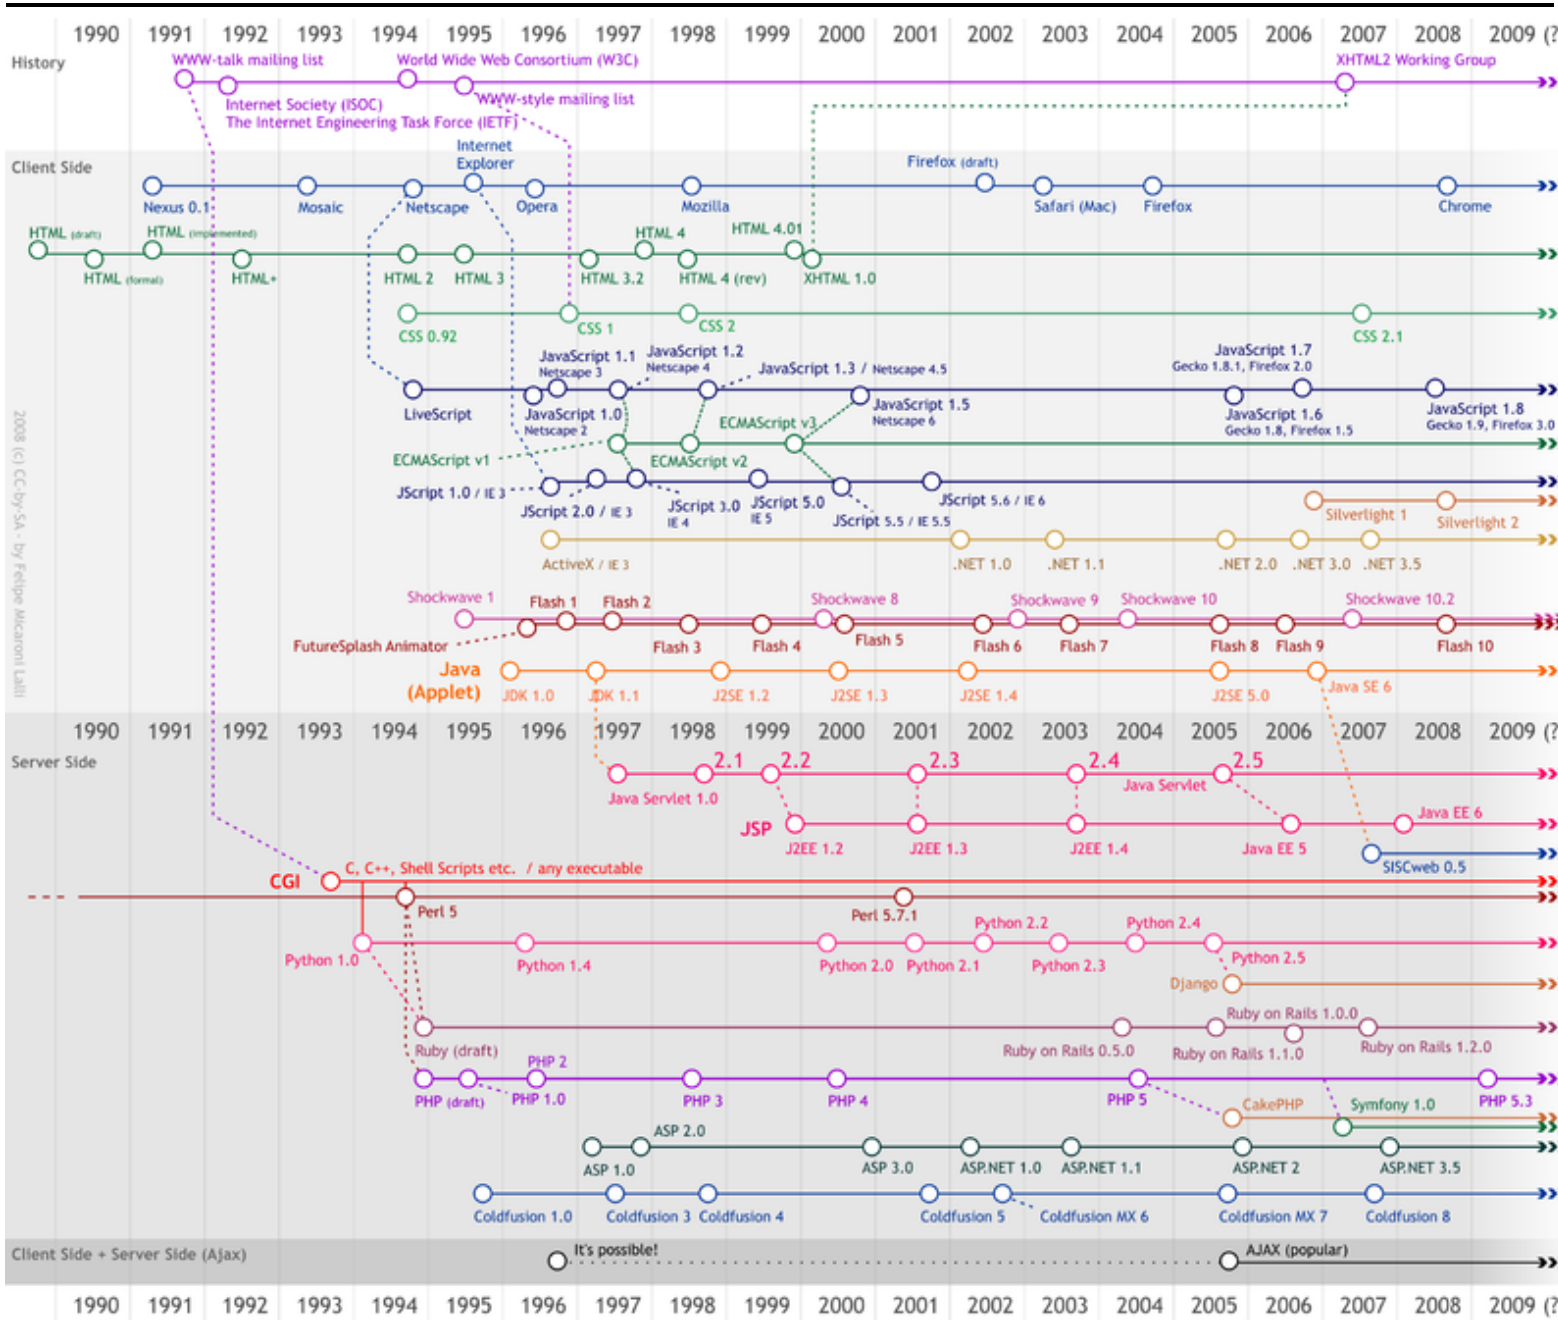 1990 1991 1992 1993 1994 1995 1996 1997 1998 1999 2000 2001 2002 2003 2004 2005 2006 2007 2008 2009 (?
History
WWW-talk mailing list
World Wide Web Consortium (W3C)
XHTML2 Working Group
WWW-style mailing list
Internet Society (ISOC)
The Internet Engineering Task Force (IETF)
Client Side
Internet
Explorer
Firefox (draft)
Nexus 0.1
Mosaic
Netscape
Opera
Mozilla
Safari (Mac)
Firefox
Chrome
HTML (draft)
HTML (implemented)
HTML 4
HTML 4.01
HTML (formal)
HTML+
HTML 2
HTML 3
HTML 3.2
HTML 4 (rev)
XHTML 1.0
CSS 0.92
CSS 1
CSS 2
CSS 2.1
JavaScript 1.1
Netscape 3
JavaScript 1.2
Netscape 4
JavaScript 1.3 / Netscape 4.5
JavaScript 1.7
Gecko 1.8.1, Firefox 2.0
LiveScript
JavaScript 1.0
Netscape 2
JavaScript 1.5
Netscape 6
JavaScript 1.6
Gecko 1.8, Firefox 1.5
JavaScript 1.8
Gecko 1.9, Firefox 3.0
ECMAScript v3
ECMAScript v1
ECMAScript v2
JScript 1.0 / IE 3
JScript 2.0 / IE 3
JScript 3.0
IE 4
JScript 5.0
IE 5
JScript 5.5 / IE 5.5
JScript 5.6 / IE 6
Silverlight 1
Silverlight 2
ActiveX / IE 3
.NET 1.0
.NET 1.1
.NET 2.0
.NET 3.0
.NET 3.5
Shockwave 1
Shockwave 8
Shockwave 9
Shockwave 10
Shockwave 10.2
Flash 1
Flash 2
FutureSplash Animator
Flash 3
Flash 4
Flash 5
Flash 6
Flash 7
Flash 8
Flash 9
Flash 10
Java
(Applet)
JDK 1.0
JDK 1.1
J2SE 1.2
J2SE 1.3
J2SE 1.4
J2SE 5.0
Java SE 6
2008 (c) CC-by-SA - by Felipe Micaroni Lalli
1990 1991 1992 1993 1994 1995 1996 1997 1998 1999 2000 2001 2002 2003 2004 2005 2006 2007 2008 2009 (?
Server Side
2.1
2.2
2.3
2.4
2.5
Java Servlet 1.0
Java Servlet
JSP
J2EE 1.2
J2EE 1.3
J2EE 1.4
Java EE 5
Java EE 6
SISCweb 0.5
CGI
C, C++, Shell Scripts etc. / any executable
Perl 5
Perl 5.7.1
Python 2.2
Python 2.4
Python 1.0
Python 1.4
Python 2.0
Python 2.1
Python 2.3
Python 2.5
Django
Ruby on Rails 1.0.0
Ruby (draft)
Ruby on Rails 0.5.0
Ruby on Rails 1.1.0
Ruby on Rails 1.2.0
PHP 2
PHP (draft)
PHP 1.0
PHP 3
PHP 4
PHP 5
PHP 5.3
CakePHP
Symfony 1.0
ASP 2.0
ASP 1.0
ASP 3.0
ASP.NET 1.0
ASP.NET 1.1
ASP.NET 2
ASP.NET 3.5
Coldfusion 1.0
Coldfusion 3
Coldfusion 4
Coldfusion 5
Coldfusion MX 6
Coldfusion MX 7
Coldfusion 8
Client Side + Server Side (Ajax)
It's possible!
AJAX (popular)
1990 1991 1992 1993 1994 1995 1996 1997 1998 1999 2000 2001 2002 2003 2004 2005 2006 2007 2008 2009 (?